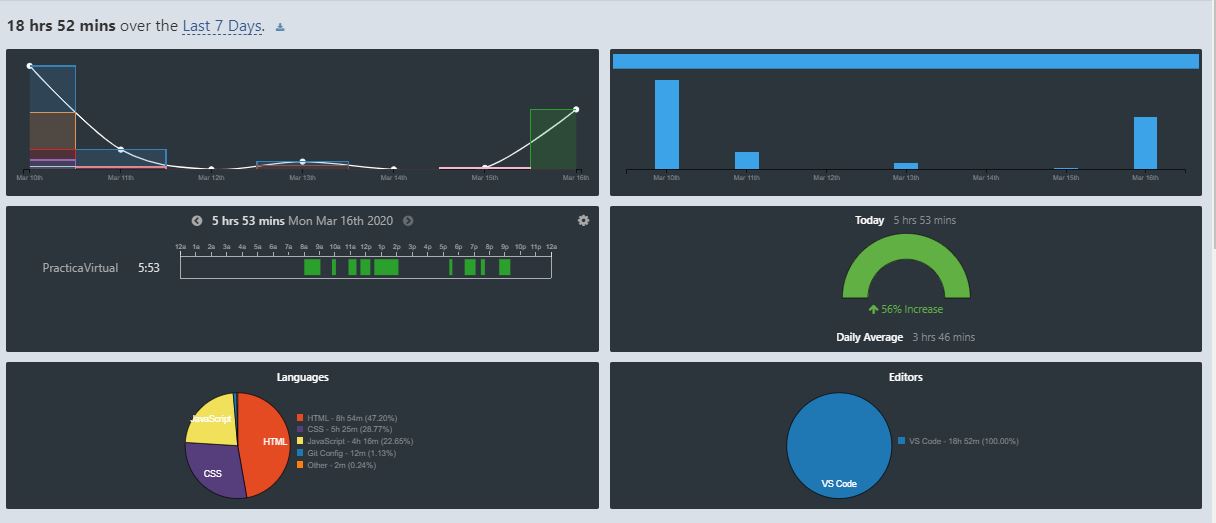 18 hrs 52 mins over the Last 7 Days.
Mar 10th Mar 11th Mar 12th Mar 13th Mar 14th Mar 15th Mar 16th
Mar 10th Mar 11th Mar 12th Mar 13th Mar 14th Mar 15th Mar 16th
5 hrs 53 mins Mon Mar 16th 2020
12a 1a 2a 3a 4a 5a 6a 7a 8a 9a 10a 11a 12p 1p 2p 3p 4p 5p 6p 7p 8p 9p 10p 11p 12a
PracticaVirtual 5:53
Today 5 hrs 53 mins
56% Increase
Daily Average 3 hrs 46 mins
Languages
JavaScript
HTML
CSS
HTML - 8h 54m (47.20%)
CSS - 5h 25m (28.77%)
JavaScript - 4h 16m (22.65%)
Git Config - 12m (1.13%)
Other - 2m (0.24%)
Editors
VS Code
VS Code - 18h 52m (100.00%)